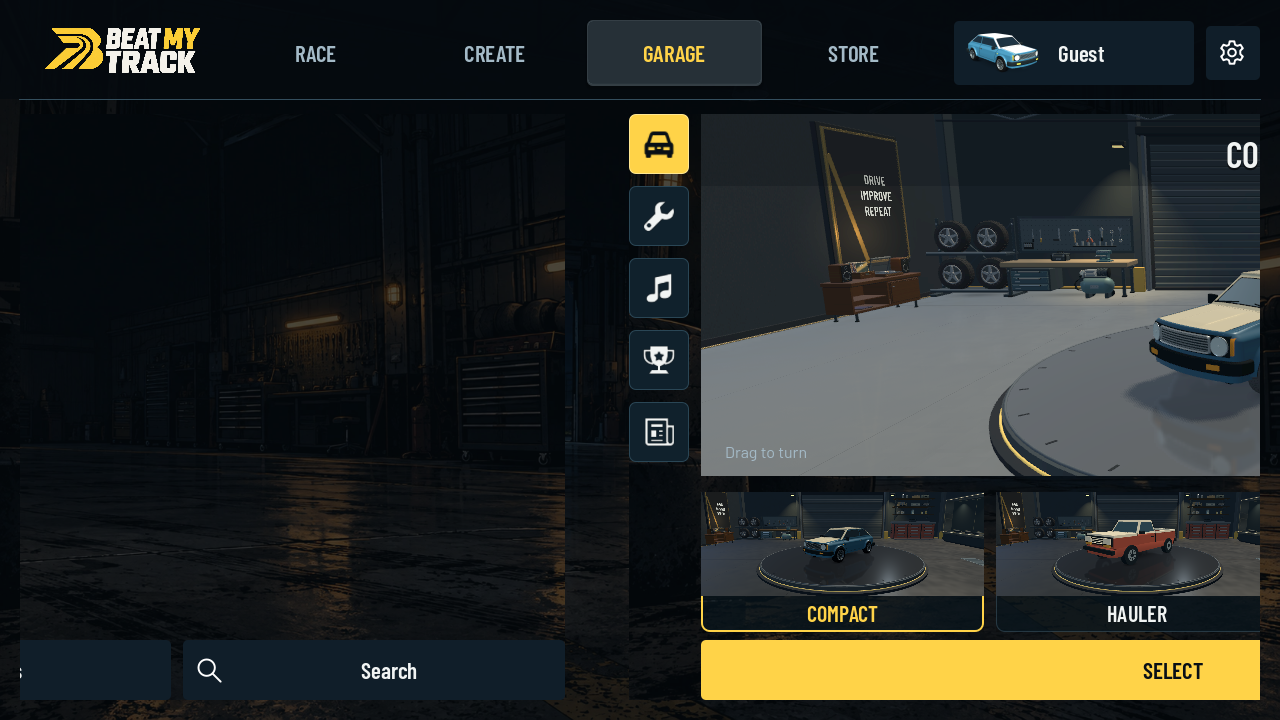 BEAT MY
TRACK
RACE
CREATE
GARAGE
STORE
Guest
CO
DRIVE
IMPROVE
REPEAT
Drag to turn
COMPACT
HAULER
s
Search
SELECT